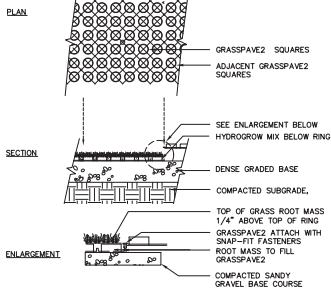 PLAN
GRASSPAVE2 SQUARES
ADJACENT GRASSPAVE2
SQUARES
SEE ENLARGEMENT BELOW
HYDROGROW MIX BELOW RING
SECTION
DENSE GRADED BASE
COMPACTED SUBGRADE,
TOP OF GRASS ROOT MASS
1/4" ABOVE TOP OF RING
GRASSPAVE2 ATTACH WITH
SNAP-FIT FASTENERS
ENLARGEMENT
ROOT MASS TO FILL
GRASSPAVE2
COMPACTED SANDY
GRAVEL BASE COURSE